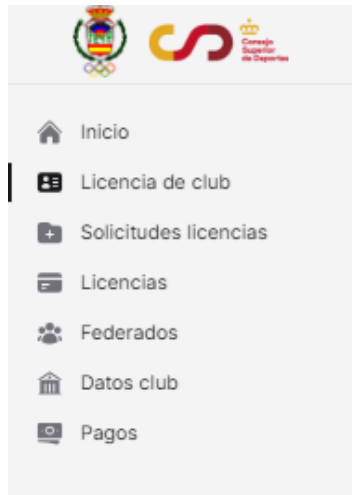 Consejo
Superior
de Deportes
Inicio
Licencia de club
Solicitudes licencias
Licencias
Federados
Datos club
Pagos